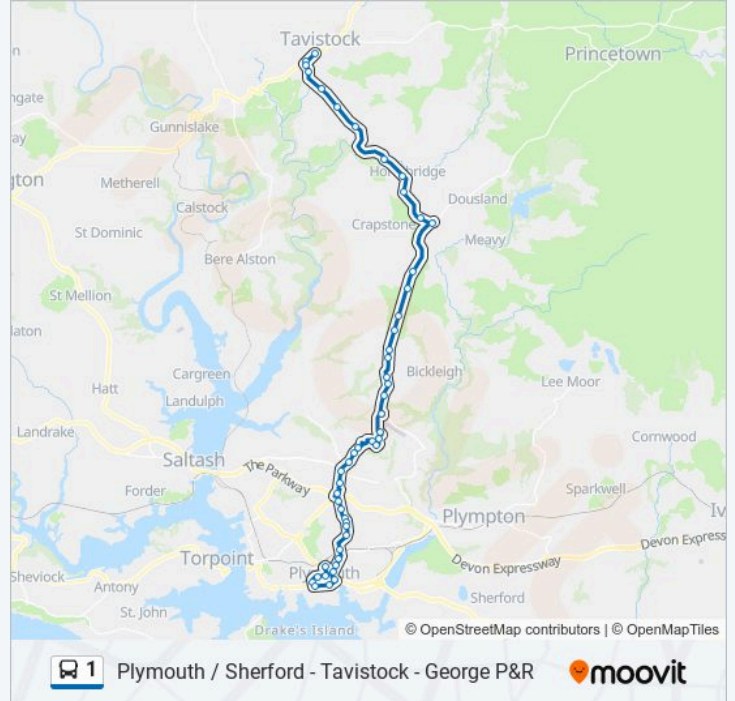 Tavistock
Princetown
Gunnislake
Metherell
Calstock
Dousland
Crapstone
St Dominic
Meavy
Bere Alston
St Mellion
Cargreen
Bickleigh
Lee Moor
Hatt
Landulph
Landrake
Cornwood
Saltash
The Parkway
Forder
Sparkwell
Plympton
Torpoint
Devon Expressway
Devon Express
Sheviock
Antony
Sherford
St. John
Drake's Island
© OpenStreetMap contributors | © OpenMapTiles
1
Plymouth / Sherford - Tavistock - George P&R
moovit